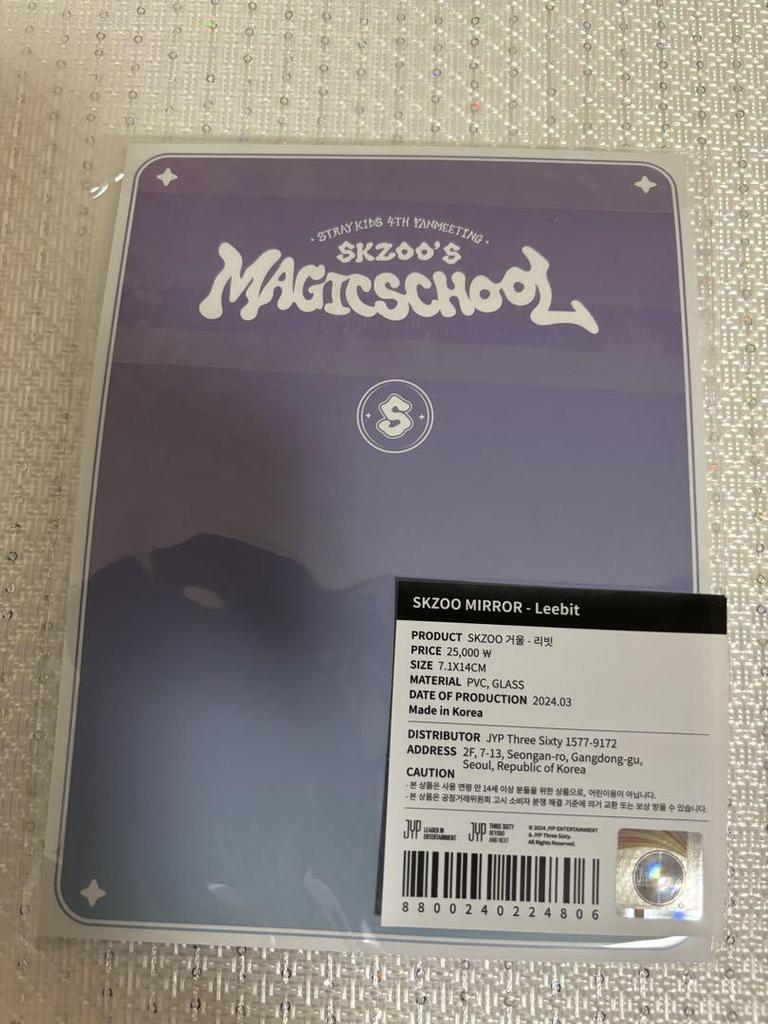 · STRAY KIDS 4TH FANMEETING ·
SKZOO'S
MAGICSCHOOL
S
SKZOO MIRROR - Leebit
PRODUCT SKZOO 거울 - 리빗
PRICE 25,000 ₩
SIZE 7.1X14CM
MATERIAL PVC, GLASS
DATE OF PRODUCTION 2024.03
Made in Korea
DISTRIBUTOR JYP Three Sixty 1577-9172
ADDRESS 2F, 7-13, Seongan-ro, Gangdong-gu,
Seoul, Republic of Korea
CAUTION
- 본 상품은 사용 연령 만 14세 이상 분들을 위한 상품으로, 어린이용이 아닙니다.
- 본 상품은 공정거래위원회 고시 소비자 분쟁 해결 기준에 의거 교환 또는 보상 받을 수 있습니다.
JYP LEADER IN
ENTERTAINMENT
JYP THREE SIXTY
BEYOND
AND NEXT
© 2024 JYP ENTERTAINMENT
& JYP Three Sixty.
All Rights Reserved.
8800240224806